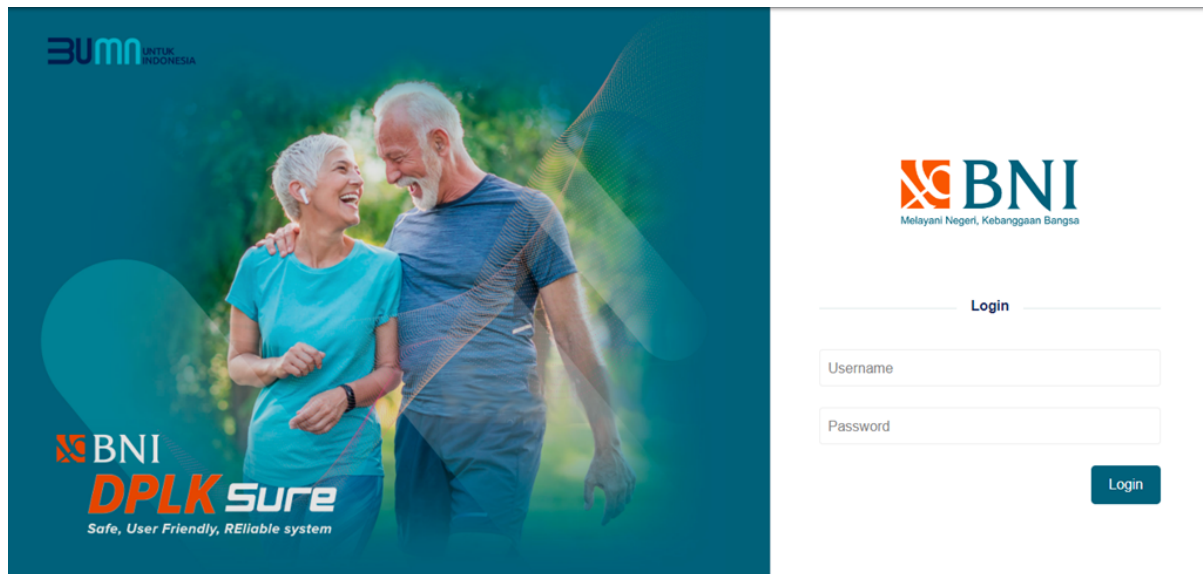 BUMN UNTUK
INDONESIA
BNI
DPLK Sure
Safe, User Friendly, REliable system
BNI
Melayani Negeri, Kebanggaan Bangsa
Login
Username
Password
Login